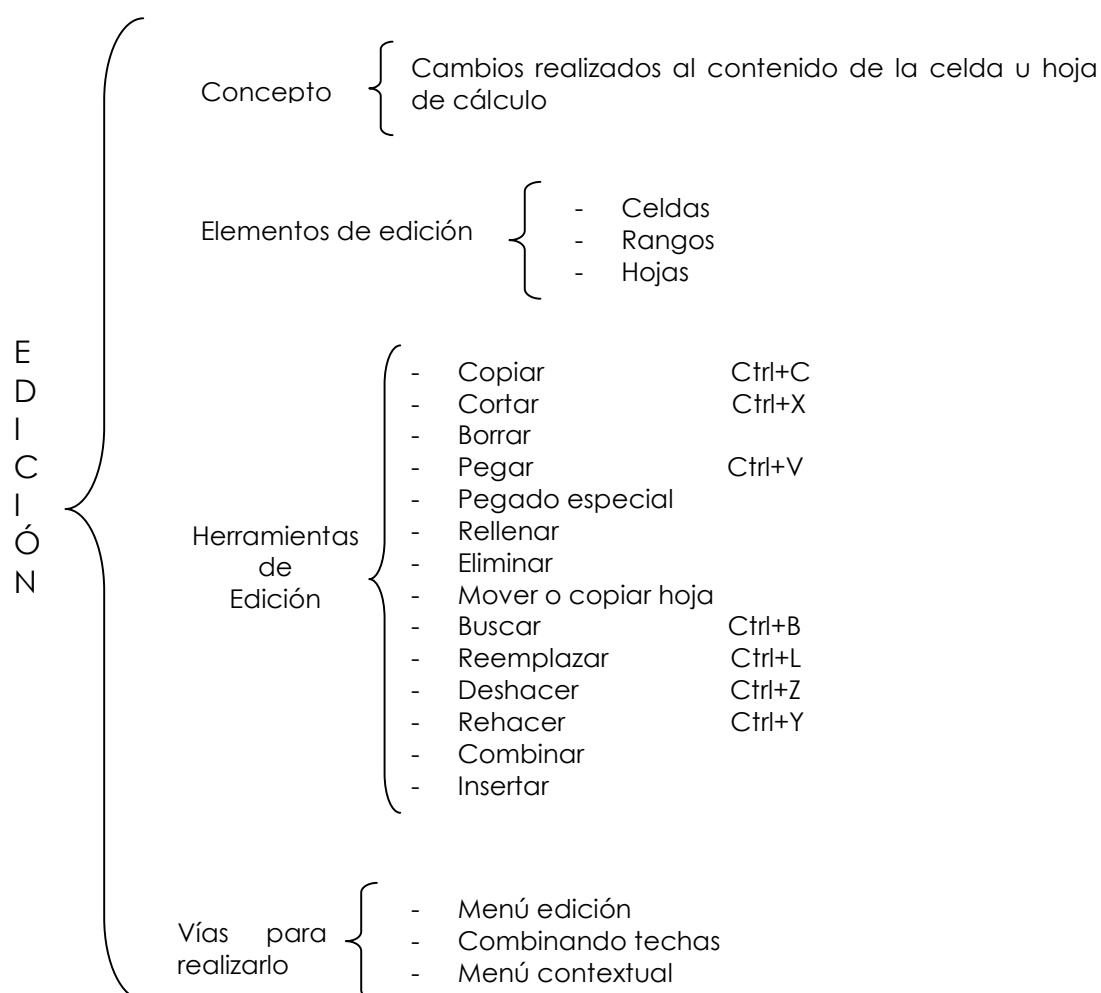 EDICIÓN
Concepto
Cambios realizados al contenido de la celda u hoja
de cálculo
Elementos de edición
- Celdas
- Rangos
- Hojas
Herramientas
de
Edición
- Copiar Ctrl+C
- Cortar Ctrl+X
- Borrar
- Pegar Ctrl+V
- Pegado especial
- Rellenar
- Eliminar
- Mover o copiar hoja
- Buscar Ctrl+B
- Reemplazar Ctrl+L
- Deshacer Ctrl+Z
- Rehacer Ctrl+Y
- Combinar
- Insertar
Vías para
realizarlo
- Menú edición
- Combinando techas
- Menú contextual